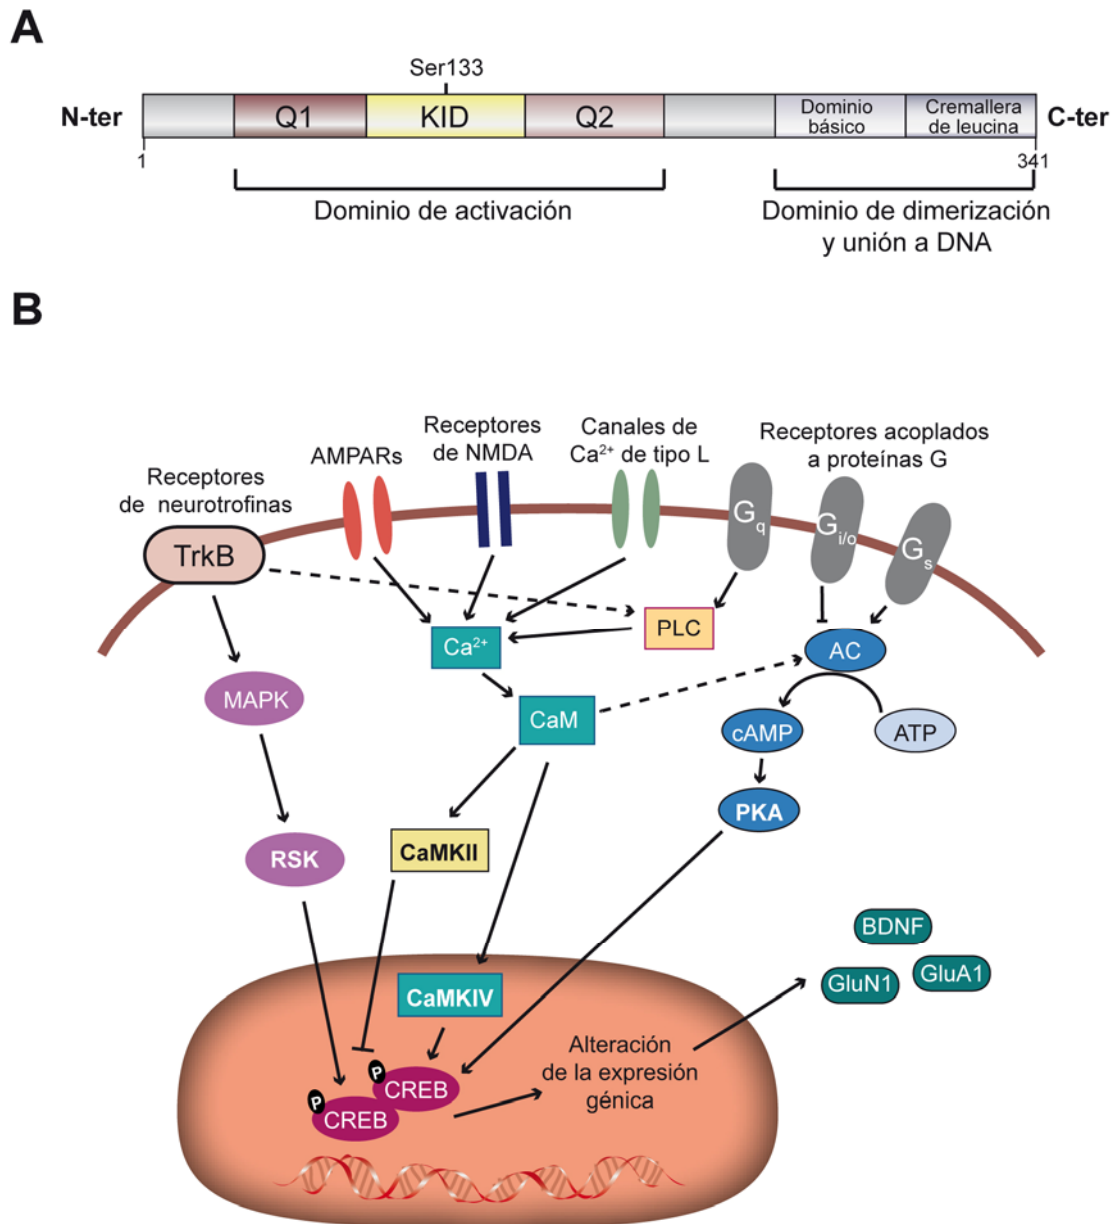 A
Ser133
N-ter
Q1
KID
Q2
Dominio
básico
Cremallera
de leucina
C-ter
1
341
Dominio de activación
Dominio de dimerización
y unión a DNA
B
Receptores
de neurotrofinas
AMPARs
Receptores
de NMDA
Canales de
Ca²⁺ de tipo L
Receptores acoplados
a proteínas G
TrkB
Gq
Gi/o
Gs
Ca²⁺
PLC
AC
MAPK
CaM
cAMP
ATP
PKA
RSK
CaMKII
BDNF
GluN1
GluA1
CaMKIV
Alteración
de la expresión
génica
P
CREB
P
CREB